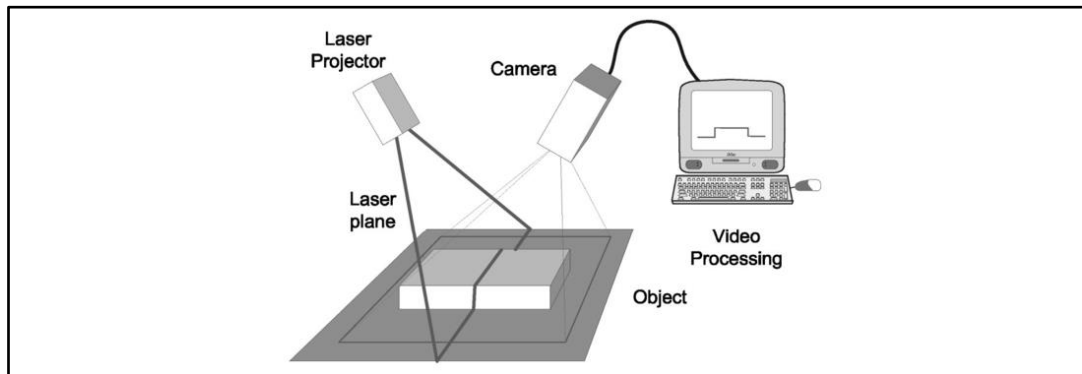 Laser
Projector
Camera
Laser
plane
Video
Processing
Object